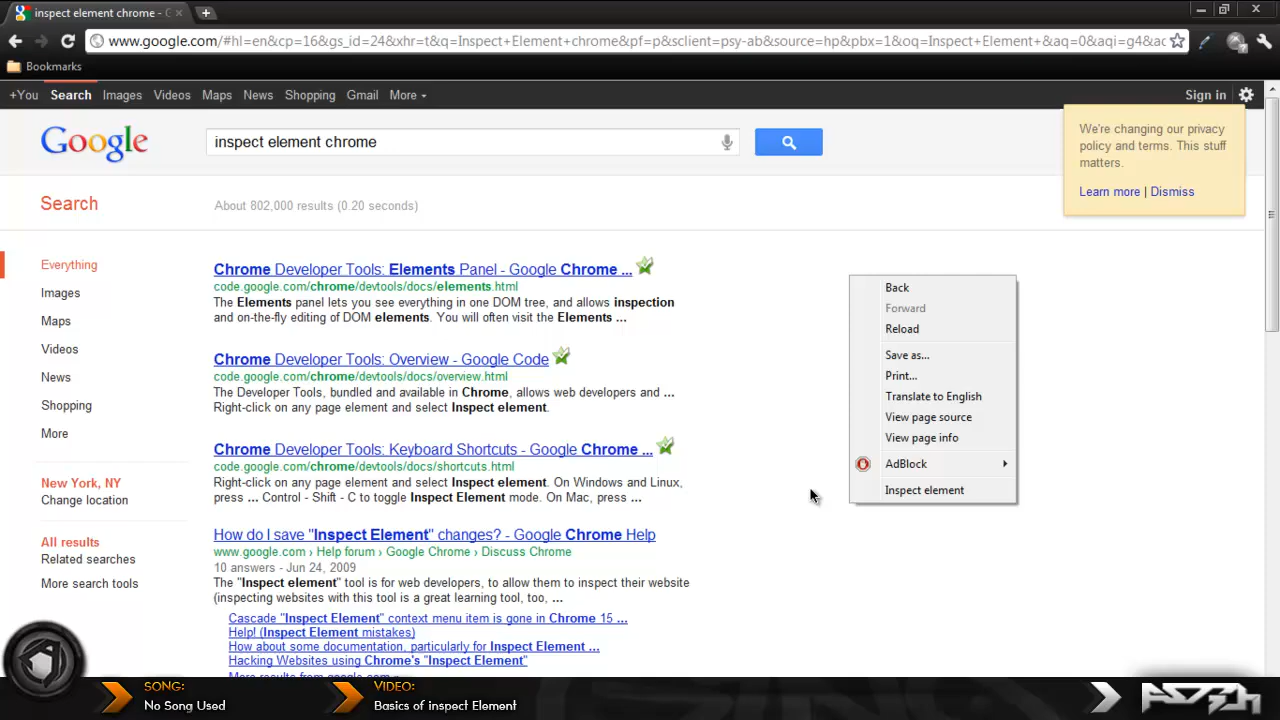 inspect element chrome - G
www.google.com/#hl=en&cp=16&gs_id=24&xhr=t&q=Inspect+Element+chrome&pf=p&sclient=psy-ab&source=hp&pbx=1&oq=Inspect+Element+&aq=0&aqi=g4&ac
Bookmarks
+You Search Images Videos Maps News Shopping Gmail More Sign in
Google
inspect element chrome
We're changing our privacy
policy and terms. This stuff
matters.
Learn more | Dismiss
Search
About 802,000 results (0.20 seconds)
Everything
Images
Maps
Videos
News
Shopping
More
New York, NY
Change location
All results
Related searches
More search tools
Chrome Developer Tools: Elements Panel - Google Chrome ...
code.google.com/chrome/devtools/docs/elements.html
The Elements panel lets you see everything in one DOM tree, and allows inspection
and on-the-fly editing of DOM elements. You will often visit the Elements ...
Chrome Developer Tools: Overview - Google Code
code.google.com/chrome/devtools/docs/overview.html
The Developer Tools, bundled and available in Chrome, allows web developers and ...
Right-click on any page element and select Inspect element.
Chrome Developer Tools: Keyboard Shortcuts - Google Chrome ...
code.google.com/chrome/devtools/docs/shortcuts.html
Right-click on any page element and select Inspect element. On Windows and Linux,
press ... Control - Shift - C to toggle Inspect Element mode. On Mac, press ...
How do I save "Inspect Element" changes? - Google Chrome Help
www.google.com › Help forum › Google Chrome › Discuss Chrome
10 answers - Jun 24, 2009
The "Inspect element" tool is for web developers, to allow them to inspect their website
(inspecting websites with this tool is a great learning tool, too, ...
Cascade "Inspect Element" context menu item is gone in Chrome 15 ...
Help! (Inspect Element mistakes)
How about some documentation, particularly for Inspect Element ...
Hacking Websites using Chrome's "Inspect Element"
More results from google.com
Back
Forward
Reload
Save as...
Print...
Translate to English
View page source
View page info
AdBlock
Inspect element
SONG:
No Song Used
VIDEO:
Basics of inspect Element